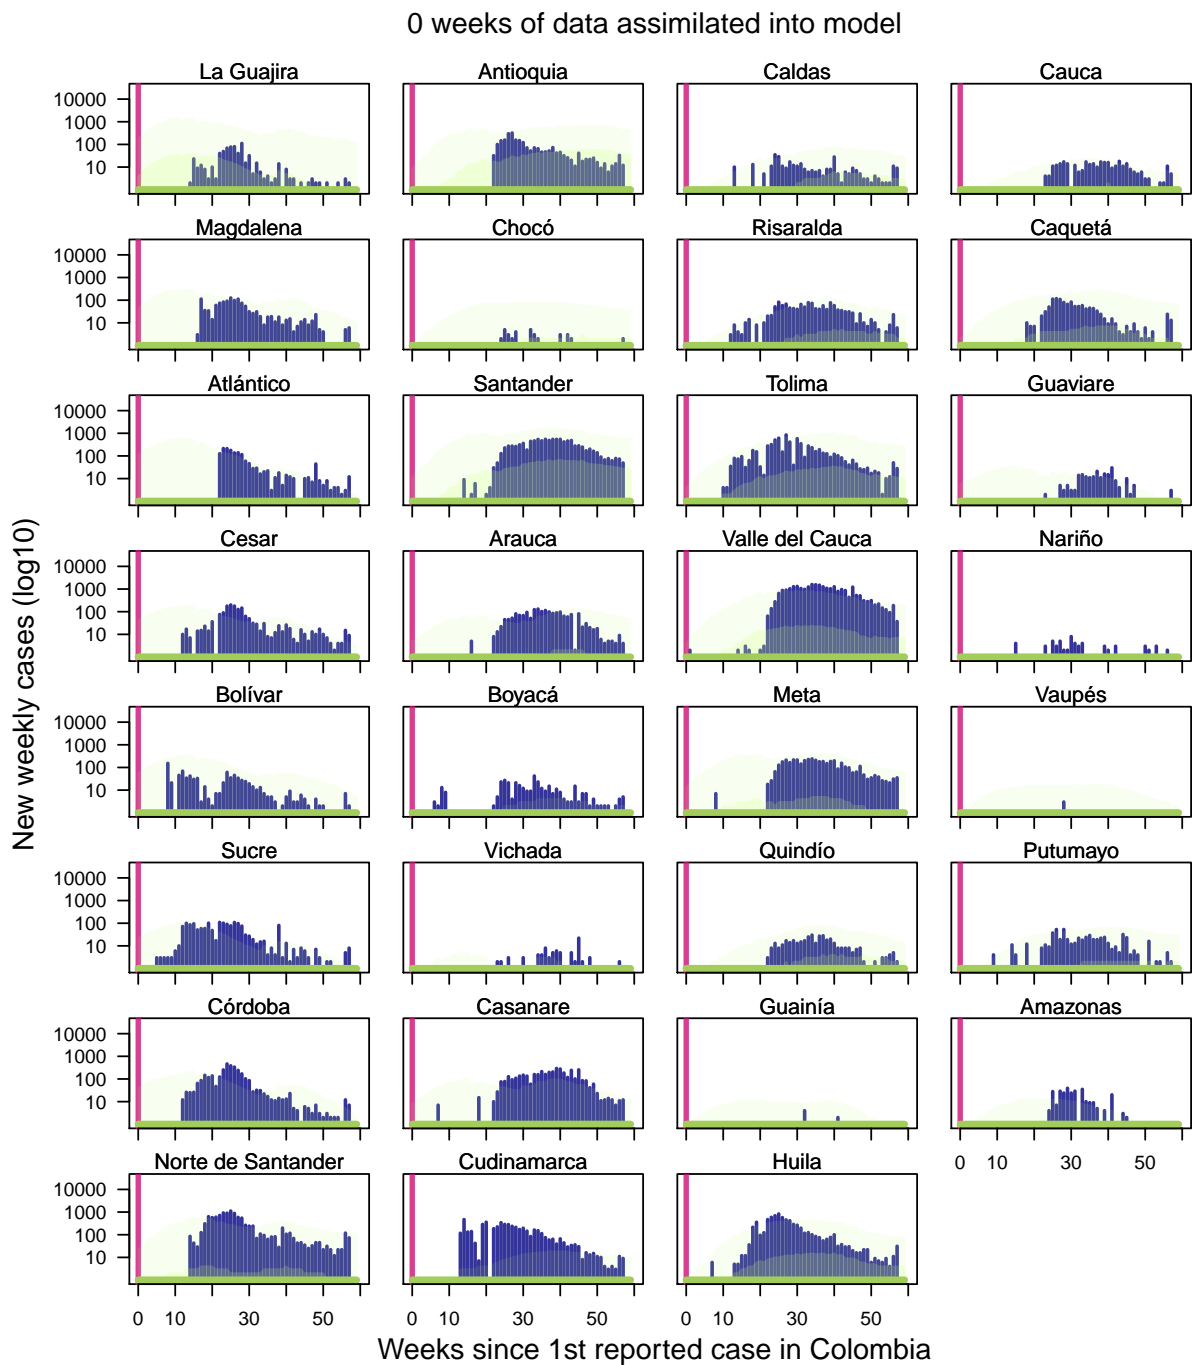 0 weeks of data assimilated into model
La Guajira Antioquia Caldas Cauca
10000
1000
100
10
Magdalena Chocó Risaralda Caquetá
10000
1000
100
10
Atlántico Santander Tolima Guaviare
10000
1000
100
10
Cesar Arauca Valle del Cauca Nariño
10000
1000
100
10
Bolívar Boyacá Meta Vaupés
10000
1000
100
10
Sucre Vichada Quindío Putumayo
10000
1000
100
10
Córdoba Casanare Guainía Amazonas
10000
1000
100
10
0 10 30 50
Norte de Santander Cudinamarca Huila
10000
1000
100
10
0 10 30 50 0 10 30 50 0 10 30 50
New weekly cases (log10)
Weeks since 1st reported case in Colombia